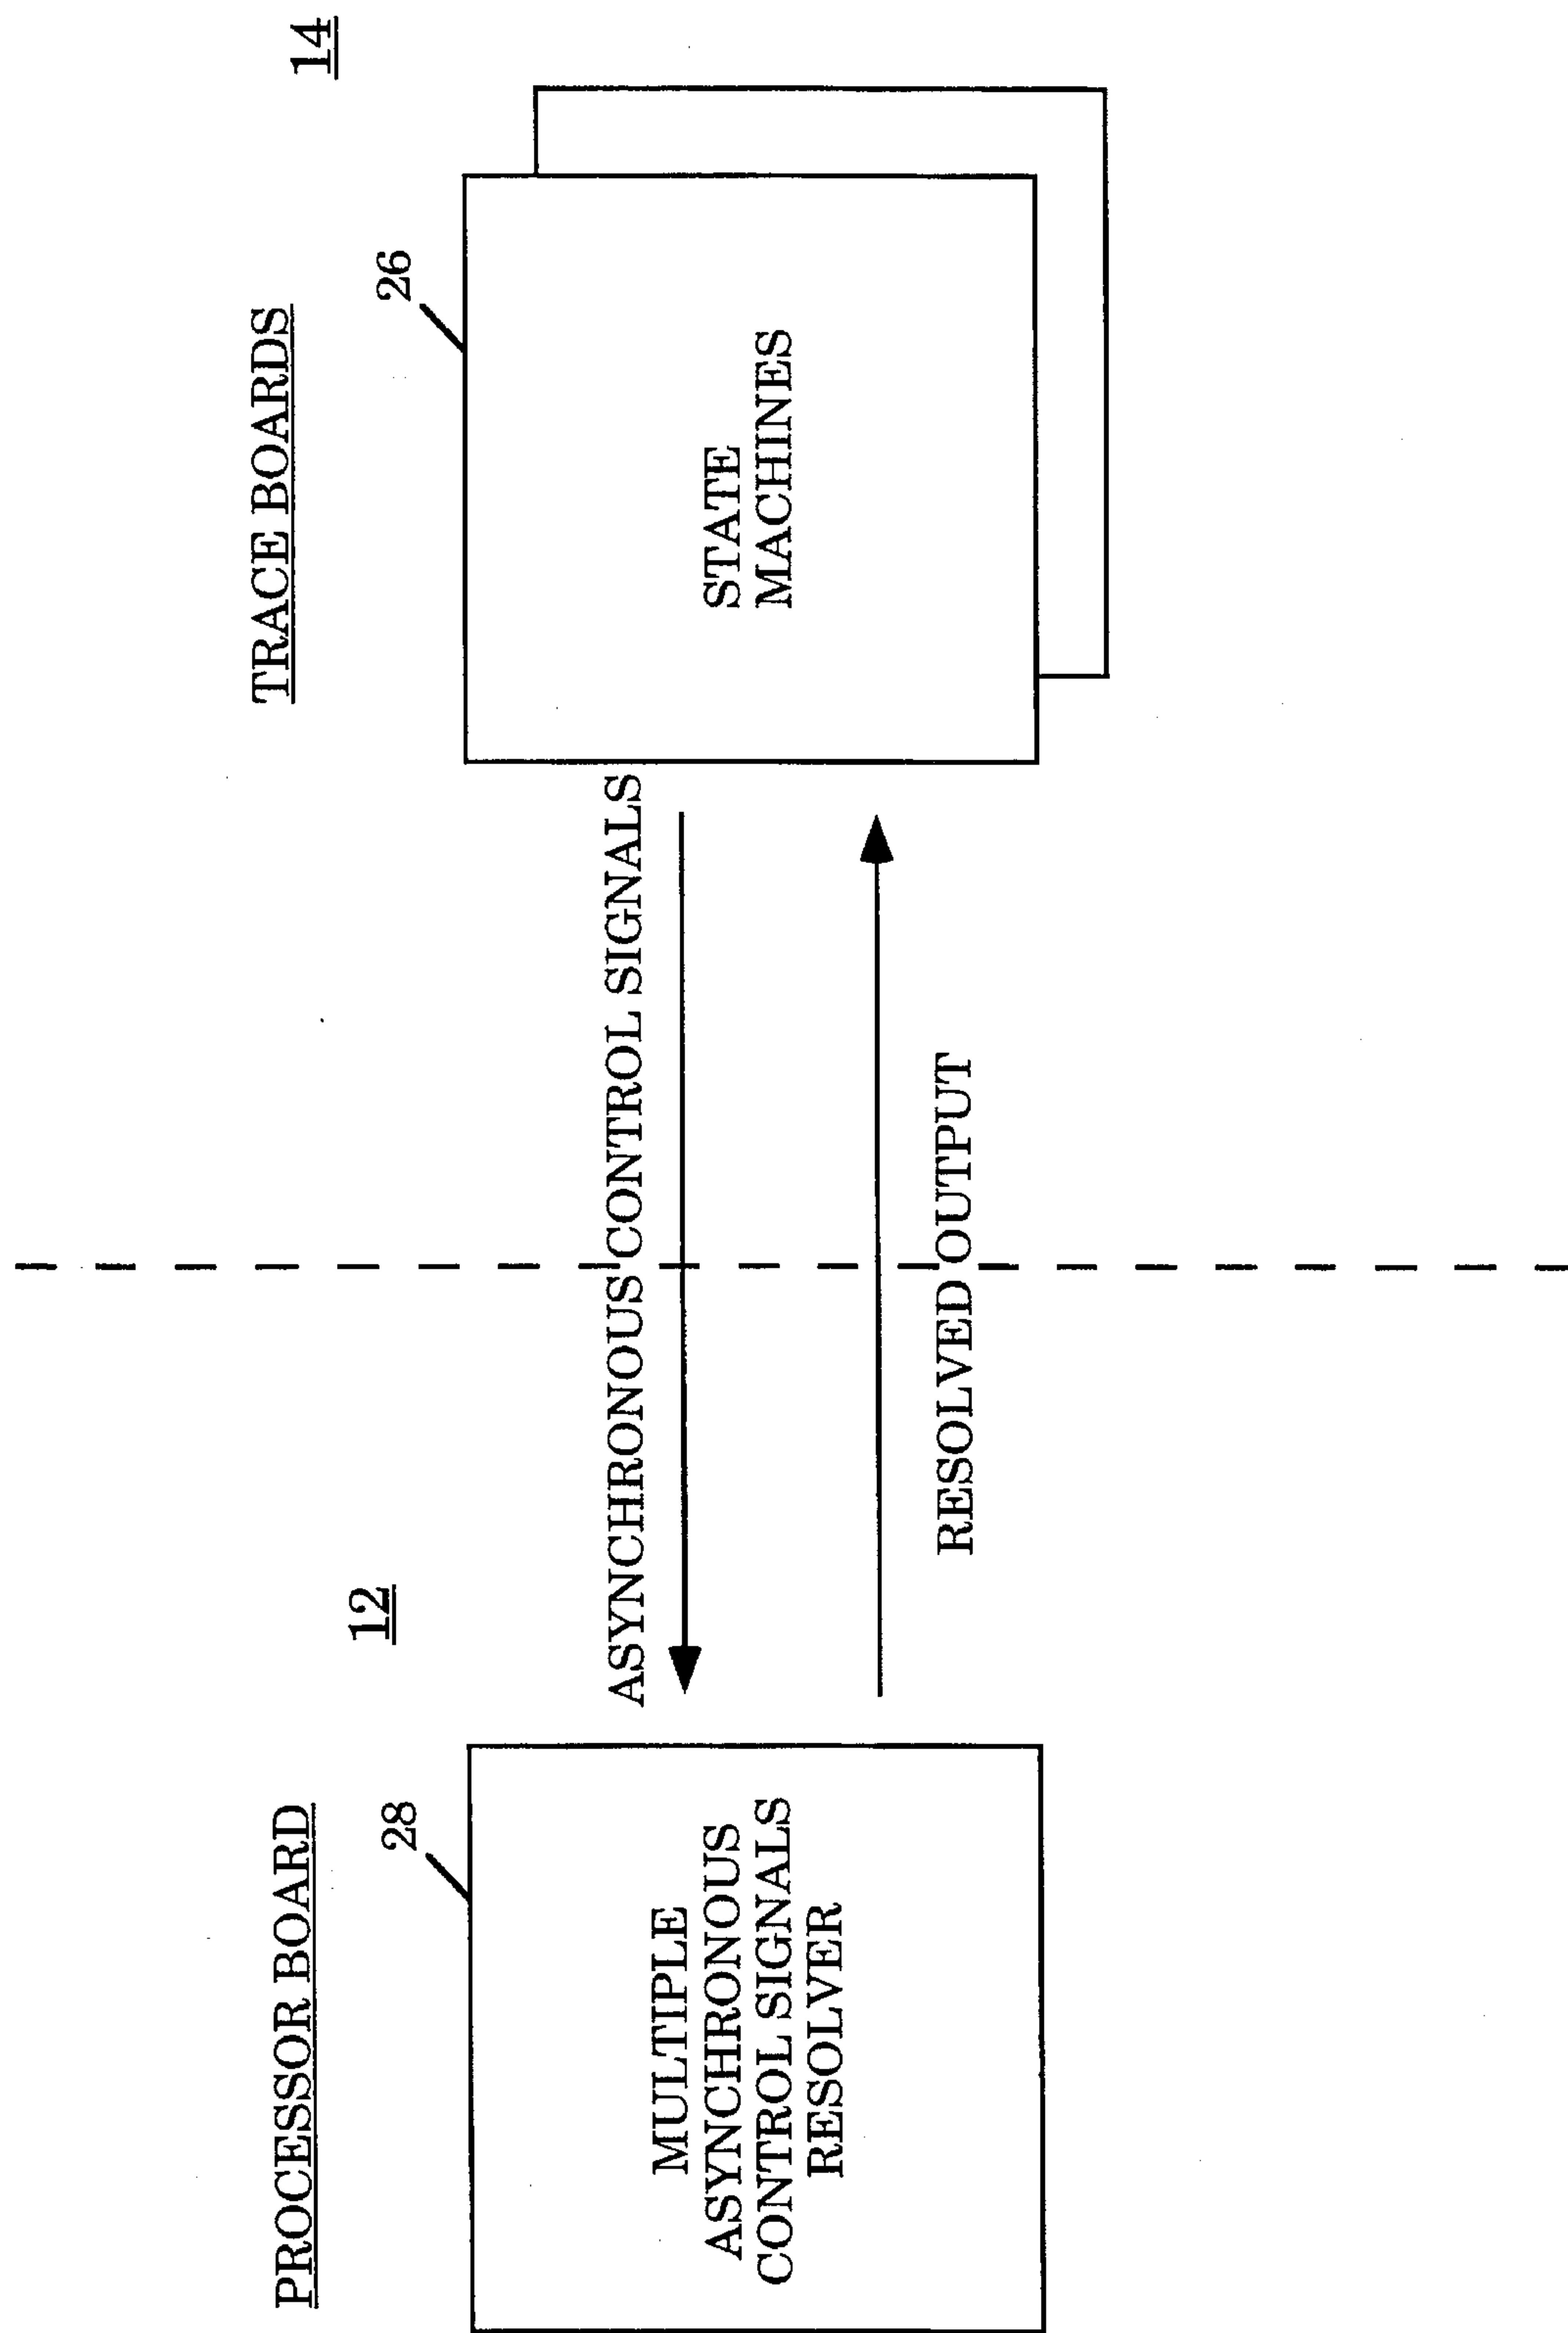 PROCESSOR BOARD
12
28
MULTIPLE
ASYNCHRONOUS
CONTROL SIGNALS
RESOLVER
ASYNCHRONOUS CONTROL SIGNALS
RESOLVED OUTPUT
TRACE BOARDS
14
26
STATE
MACHINES